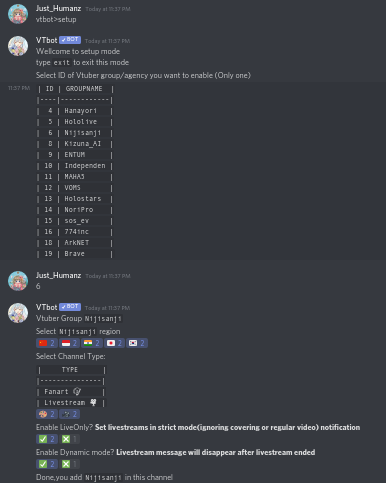 Just_Humanz Today at 11:37 PM
vtbot>setup
VTbot BOT Today at 11:37 PM
Wellcome to setup mode
type exit to exit this mode
Select ID of Vtuber group/agency you want to enable (Only one)
11:37 PM | ID | GROUPNAME |
|----|------------|
| 4 | Hanayori |
| 5 | Hololive |
| 6 | Nijisanji |
| 8 | Kizuna_AI |
| 9 | ENTUM |
| 10 | Independen |
| 11 | MAHA5 |
| 12 | VOMS |
| 13 | Holostars |
| 14 | NoriPro |
| 15 | sos_ev |
| 16 | 774inc |
| 18 | ArkNET |
| 19 | Brave |
Just_Humanz Today at 11:37 PM
6
VTbot BOT Today at 11:37 PM
Vtuber Group Nijisanji
Select Nijisanji region
2 2 2 2 2
Select Channel Type:
| TYPE |
|---------------|
| Fanart |
| Livestream |
2 2
Enable LiveOnly? Set livestreams in strict mode(ignoring covering or regular video) notification
2 1
Enable Dynamic mode? Livestream message will disappear after livestream ended
2 1
Done,you add Nijisanji in this channel